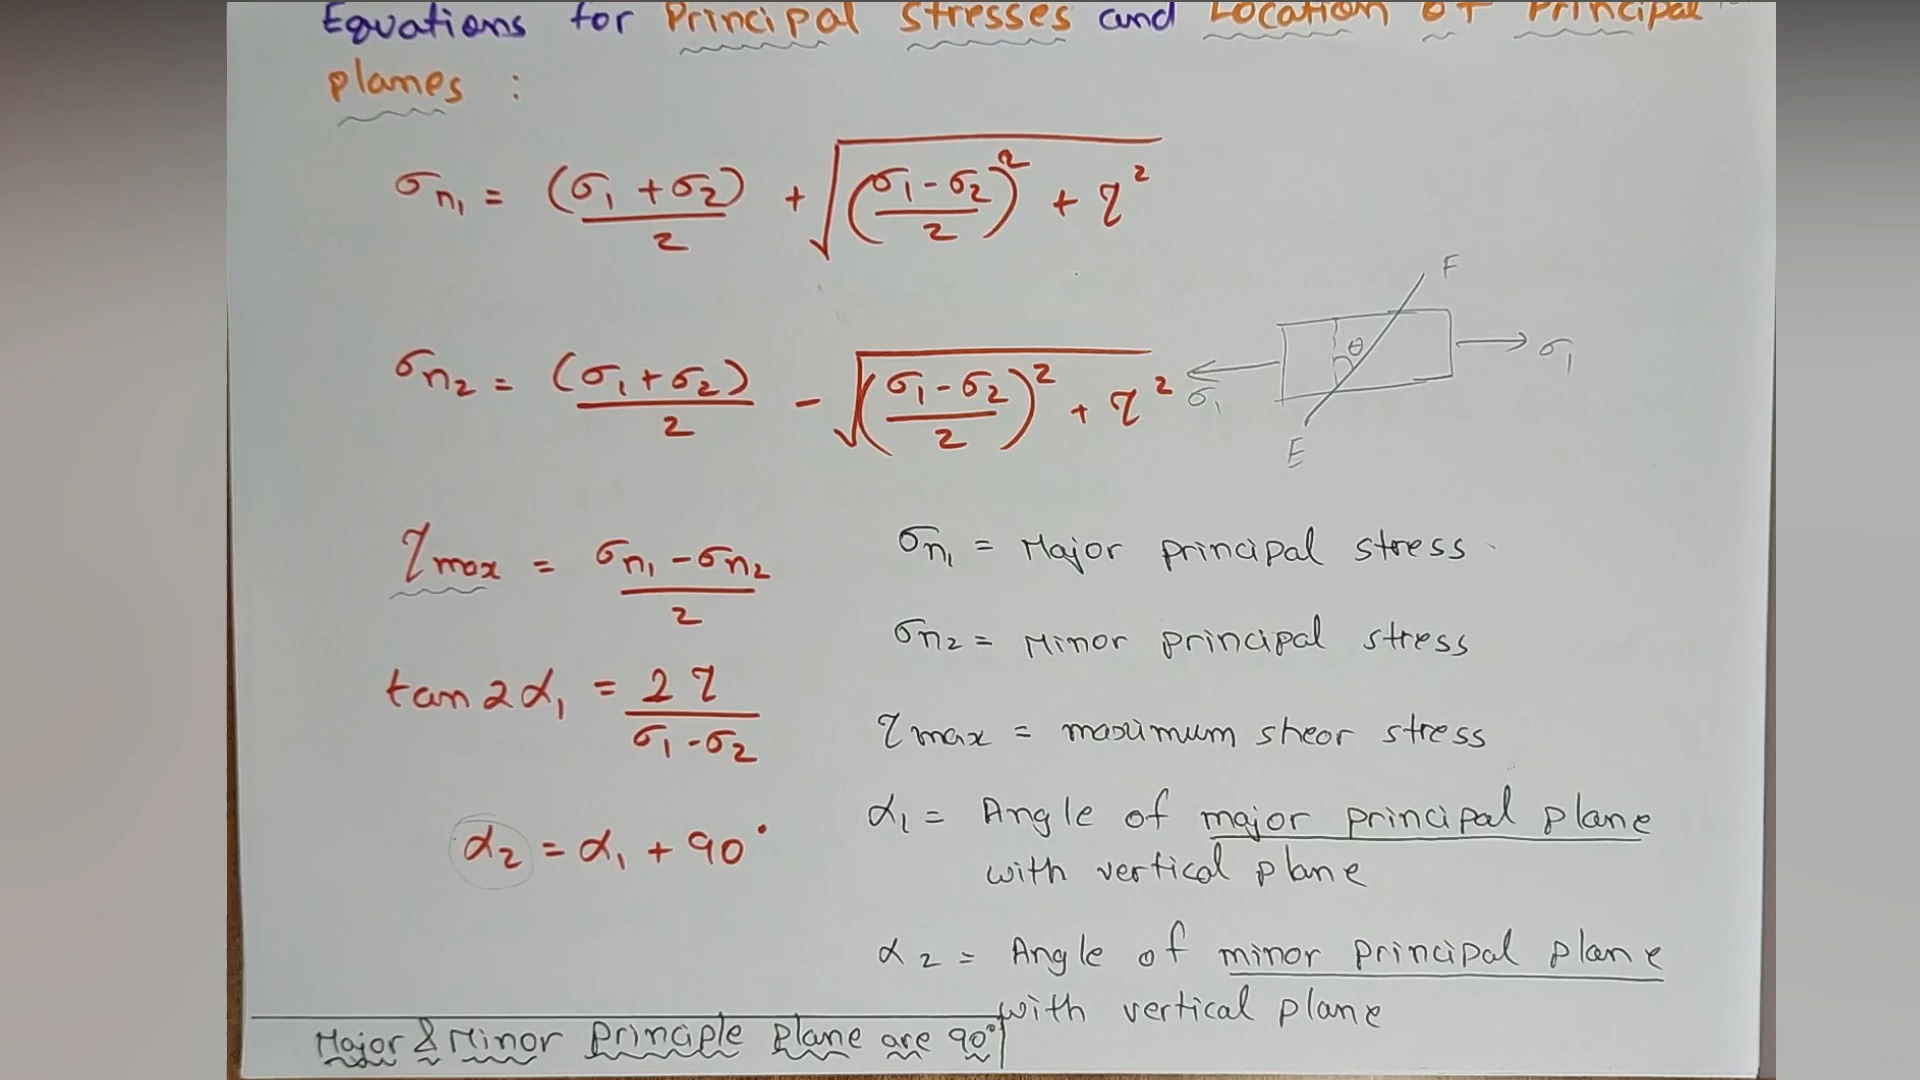 Equations for Principal stresses and Location of Principal
planes :
σn₁ = (σ₁ + σ₂)/2 + √((σ₁ - σ₂)/2)² + τ²
σn₂ = (σ₁ + σ₂)/2 - √((σ₁ - σ₂)/2)² + τ²
F
θ
σ₁
σ₁
E
τmax = σn₁ - σn₂/2
tan 2α₁ = 2τ/σ₁ - σ₂
α₂ = α₁ + 90°
σn₁ = Major principal stress
σn₂ = Minor principal stress
τmax = maximum shear stress
α₁ = Angle of major principal plane
with vertical plane
α₂ = Angle of minor principal plane
with vertical plane
Major & Minor Principle Plane are 90°